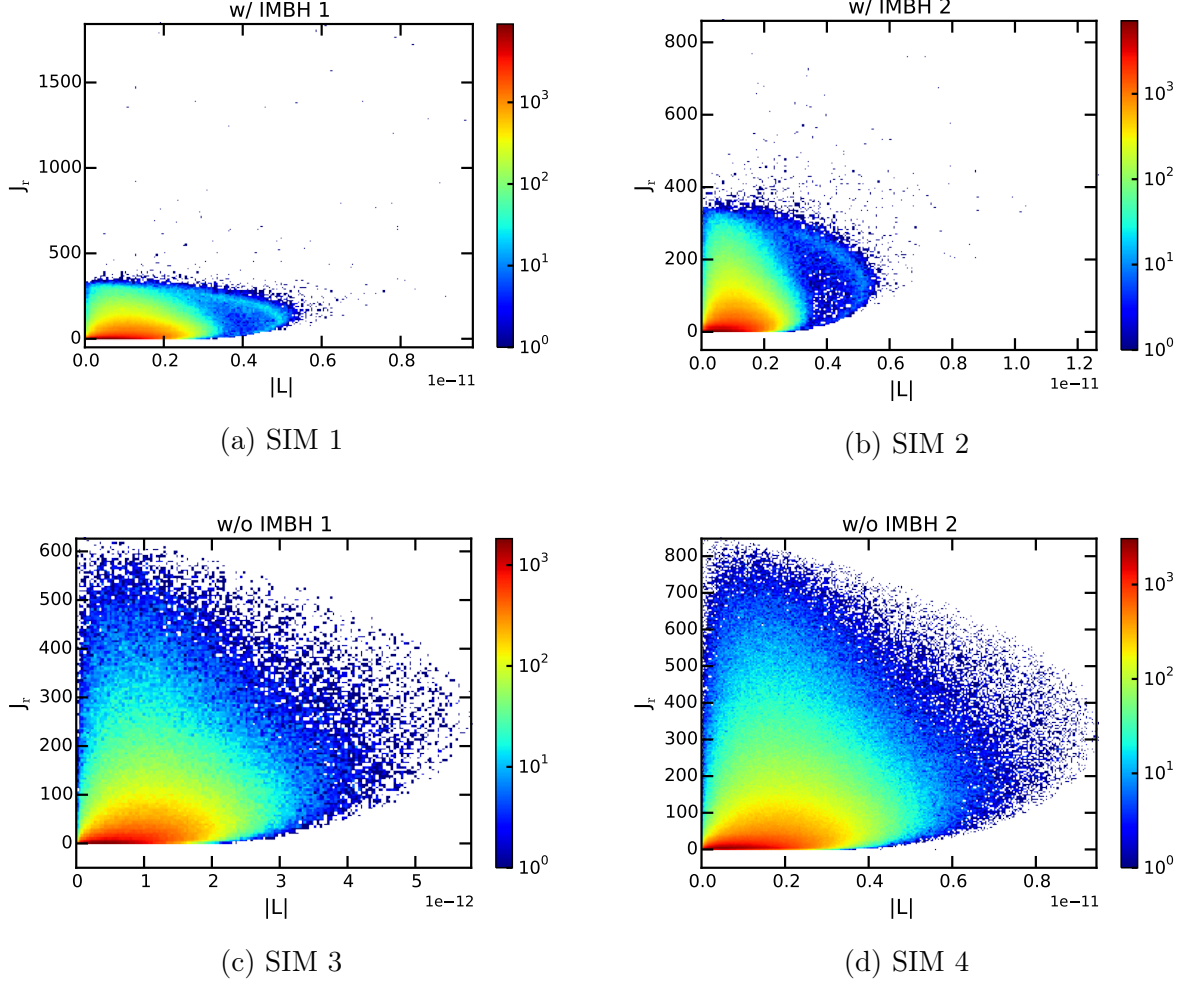 w/ IMBH 1
1500
1000
500
0
J_r
0.0 0.2 0.4 0.6 0.8
1e−11
|L|
10^3
10^2
10^1
10^0
(a) SIM 1
w/ IMBH 2
800
600
400
200
0
J_r
0.0 0.2 0.4 0.6 0.8 1.0 1.2
1e−11
|L|
10^3
10^2
10^1
10^0
(b) SIM 2
w/o IMBH 1
600
500
400
300
200
100
0
J_r
0 1 2 3 4 5
1e−12
|L|
10^3
10^2
10^1
10^0
(c) SIM 3
w/o IMBH 2
800
700
600
500
400
300
200
100
0
J_r
0.0 0.2 0.4 0.6 0.8
1e−11
|L|
10^3
10^2
10^1
10^0
(d) SIM 4